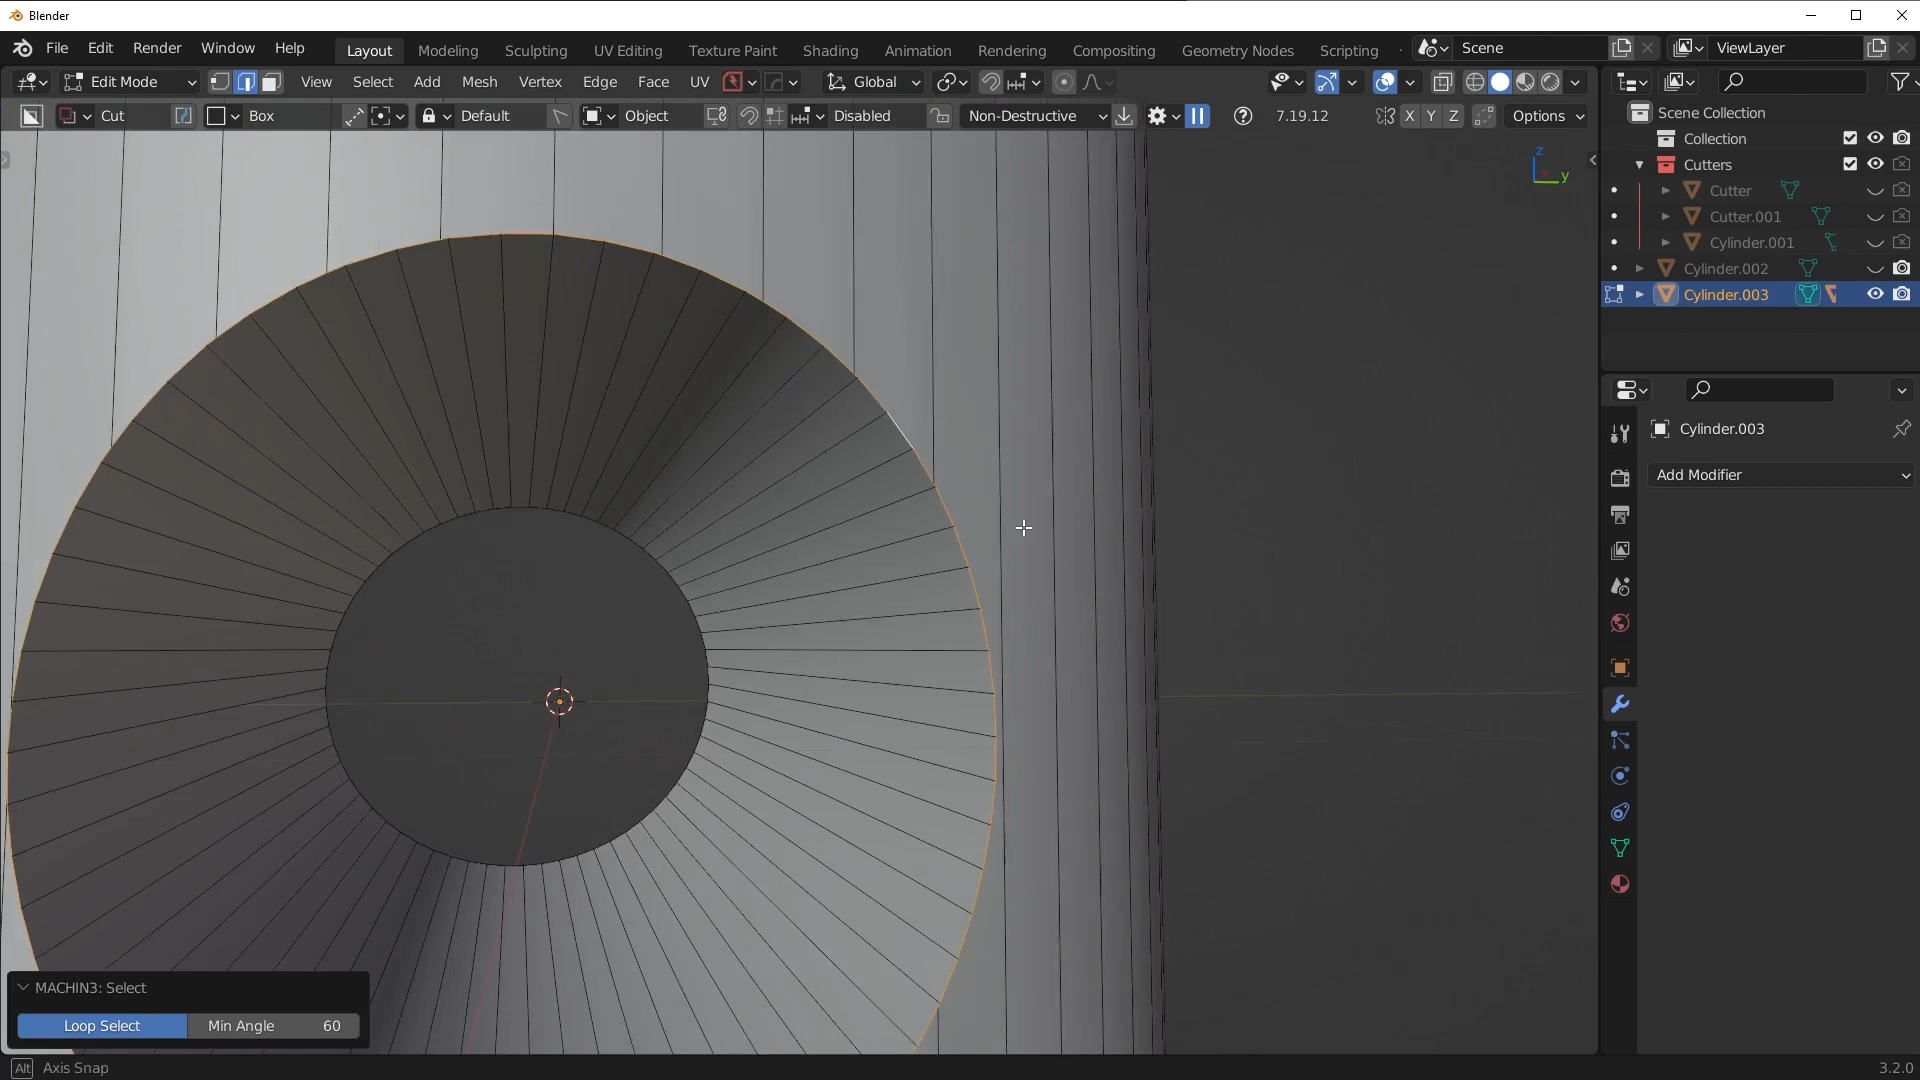 Blender
File Edit Render Window Help Layout Modeling Sculpting UV Editing Texture Paint Shading Animation Rendering Compositing Geometry Nodes Scripting Scene ViewLayer
Edit Mode View Select Add Mesh Vertex Edge Face UV Global
Cut Box Default Object Disabled Non-Destructive 7.19.12 X Y Z Options
Scene Collection
Collection
Cutters
Cutter
Cutter.001
Cylinder.001
Cylinder.002
Cylinder.003
z
y
Cylinder.003
Add Modifier
MACHIN3: Select
Loop Select Min Angle 60
Alt Axis Snap 3.2.0